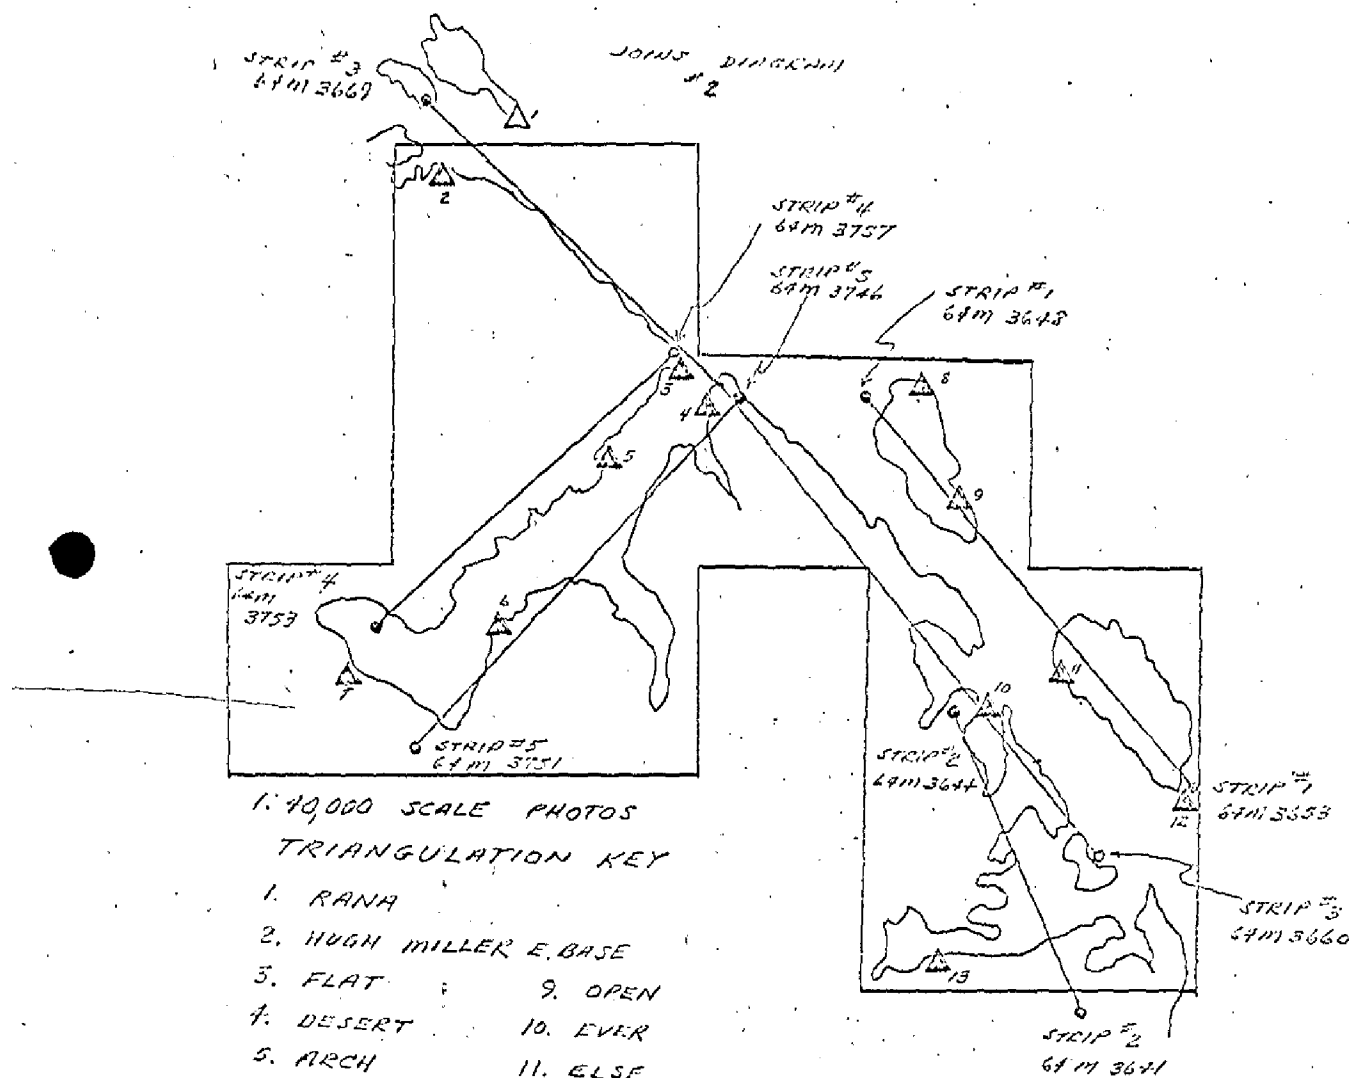 JOINS DIAGRAM
#2
STRIP #3
64M 3669
1
2
STRIP #4
64M 3757
STRIP #5
64M 3746
STRIP #1
64M 3648
3
4
5
8
9
STRIP #4
64M
3753
6
7
10
11
STRIP #5
64M 3751
STRIP #2
64M 3644
STRIP #1
64M 3653
12
1:40,000 SCALE PHOTOS
TRIANGULATION KEY
STRIP #3
64M 3660
13
STRIP #2
64M 3641
1. RANA
2. HUGH MILLER E. BASE
3. FLAT
9. OPEN
4. DESERT
10. EVER
5. ARCH
11. ELSE